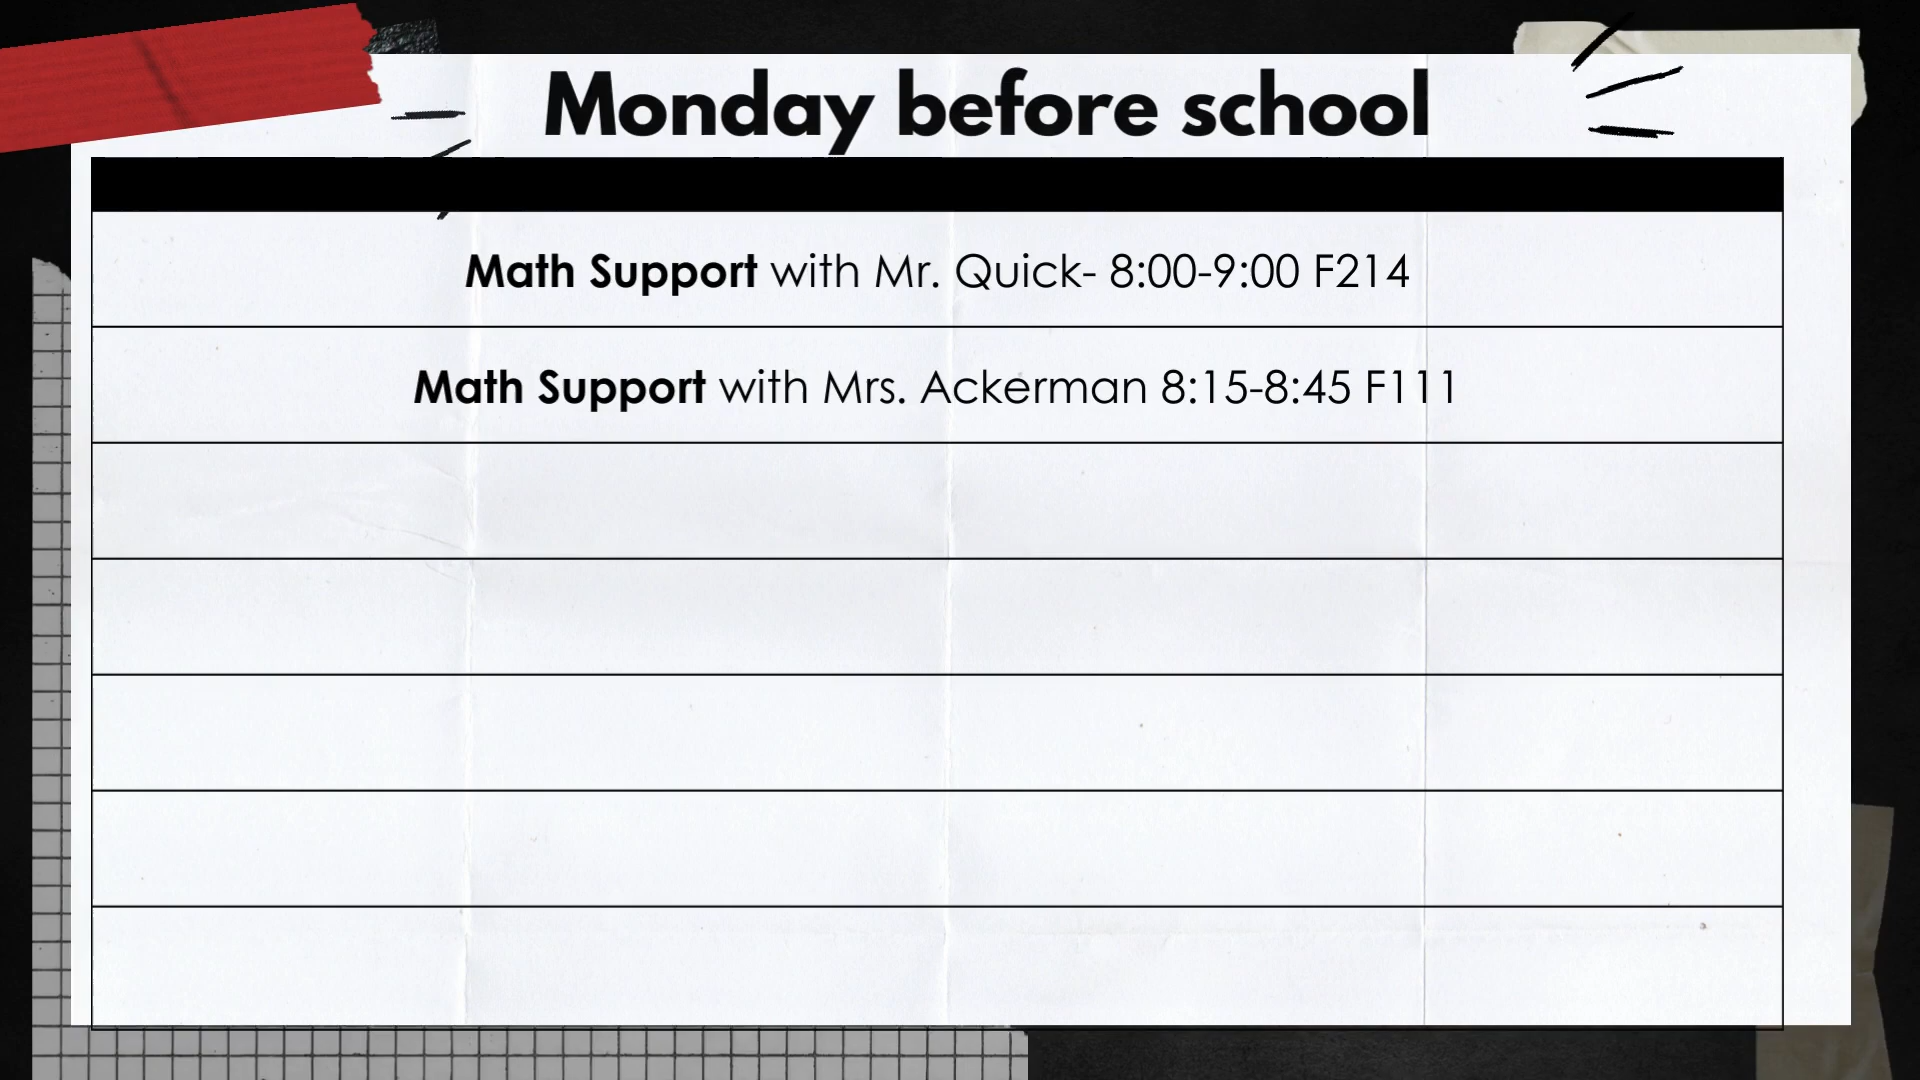 Monday before school
Math Support with Mr. Quick- 8:00-9:00 F214
Math Support with Mrs. Ackerman 8:15-8:45 F111